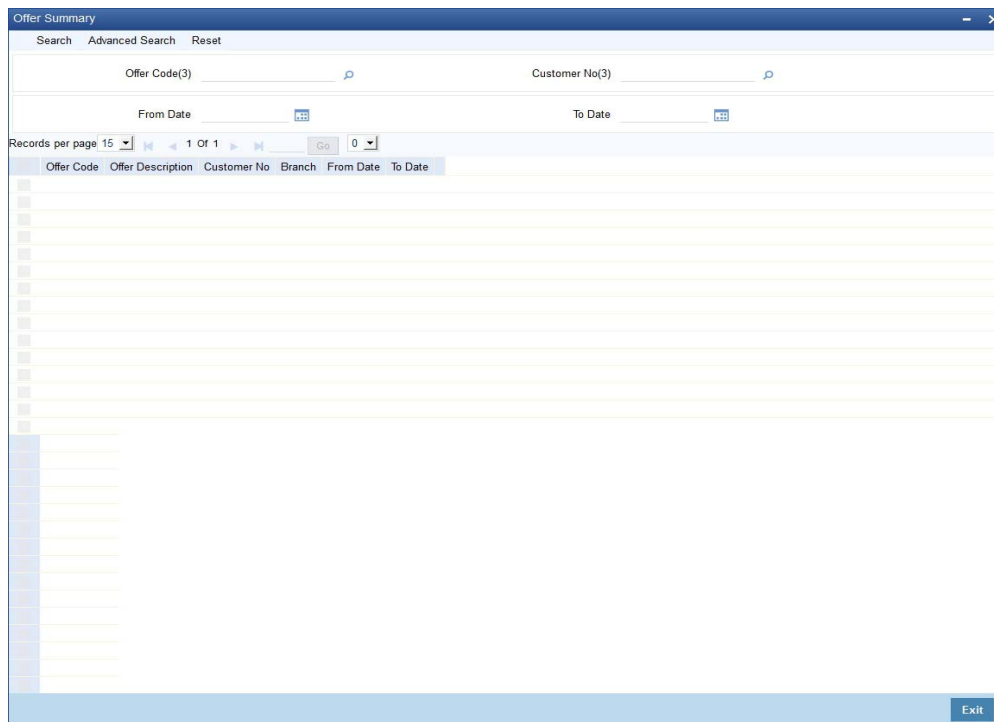 Offer Summary
Search Advanced Search Reset
Offer Code(3) Customer No(3)
From Date To Date
Records per page 15 1 Of 1 Go 0
Offer Code Offer Description Customer No Branch From Date To Date
Exit